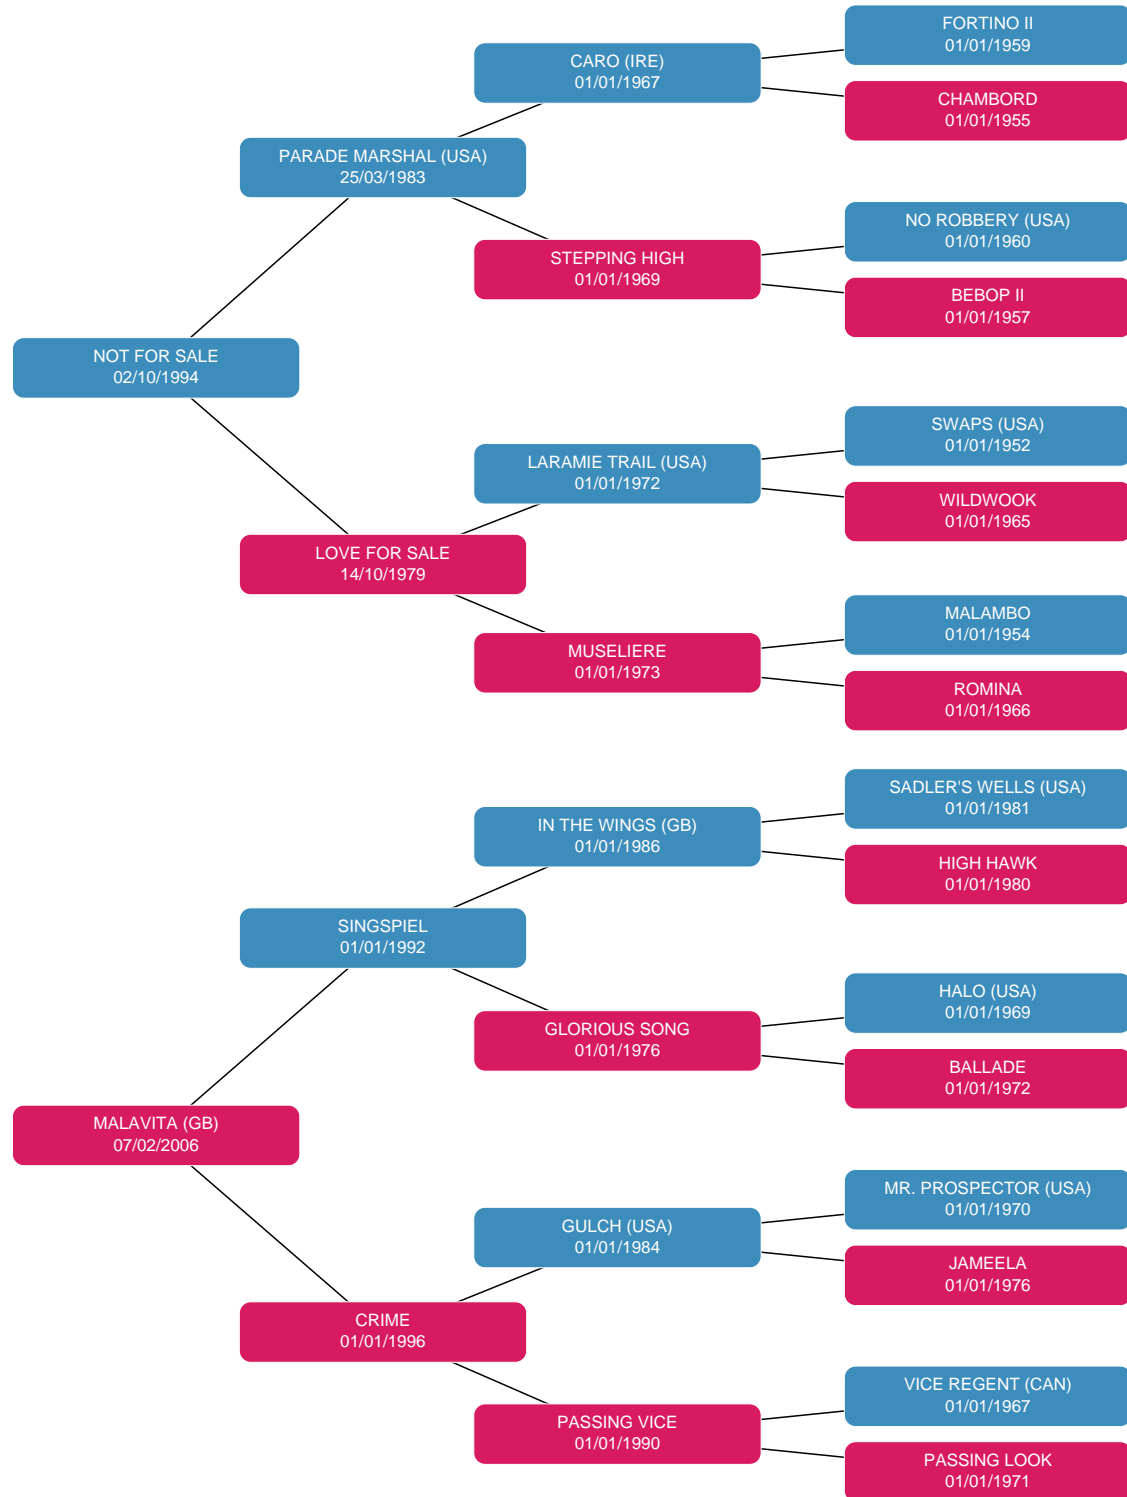 FORTINO II
01/01/1959
CARO (IRE)
01/01/1967
CHAMBORD
01/01/1955
PARADE MARSHAL (USA)
25/03/1983
NO ROBBERY (USA)
01/01/1960
STEPPING HIGH
01/01/1969
BEBOP II
01/01/1957
NOT FOR SALE
02/10/1994
SWAPS (USA)
01/01/1952
LARAMIE TRAIL (USA)
01/01/1972
WILDWOOK
01/01/1965
LOVE FOR SALE
14/10/1979
MALAMBO
01/01/1954
MUSELIERE
01/01/1973
ROMINA
01/01/1966
SADLER'S WELLS (USA)
01/01/1981
IN THE WINGS (GB)
01/01/1986
HIGH HAWK
01/01/1980
SINGSPIEL
01/01/1992
HALO (USA)
01/01/1969
GLORIOUS SONG
01/01/1976
BALLADE
01/01/1972
MALAVITA (GB)
07/02/2006
MR. PROSPECTOR (USA)
01/01/1970
GULCH (USA)
01/01/1984
JAMEELA
01/01/1976
CRIME
01/01/1996
VICE REGENT (CAN)
01/01/1967
PASSING VICE
01/01/1990
PASSING LOOK
01/01/1971